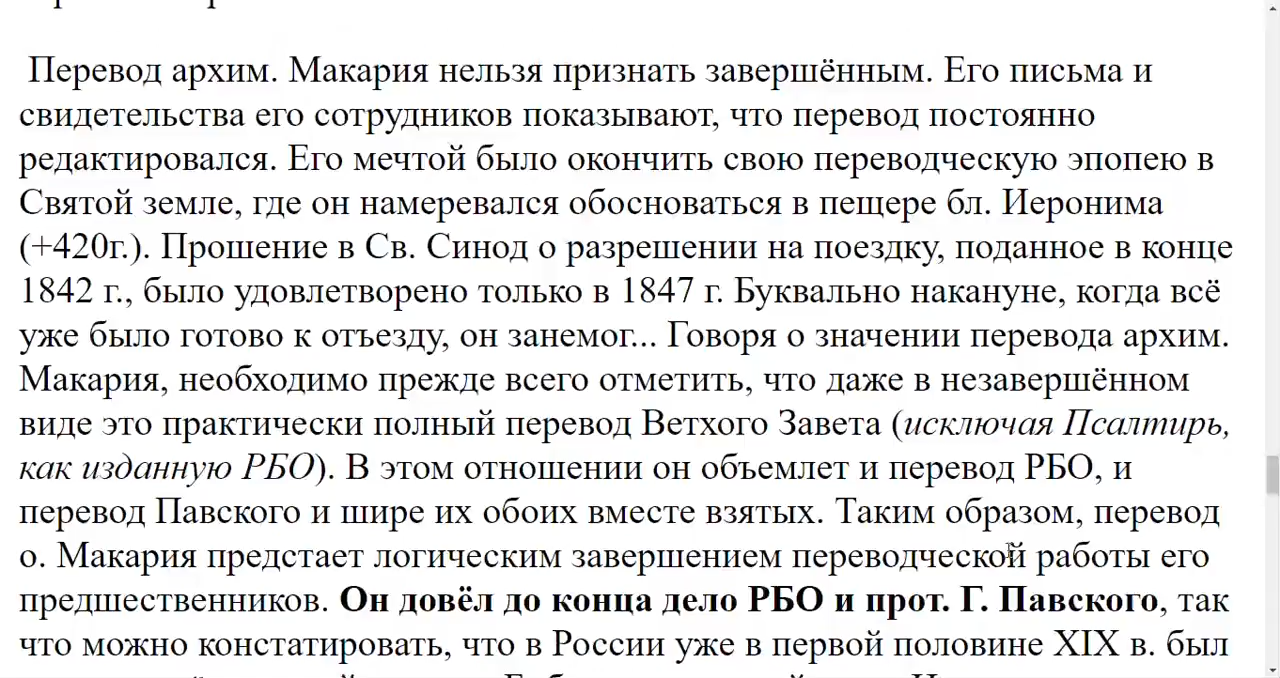 Перевод архим. Макария нельзя признать завершённым. Его письма и
свидетельства его сотрудников показывают, что перевод постоянно
редактировался. Его мечтой было окончить свою переводческую эпопею в
Святой земле, где он намеревался обосноваться в пещере бл. Иеронима
(+420г.). Прошение в Св. Синод о разрешении на поездку, поданное в конце
1842 г., было удовлетворено только в 1847 г. Буквально накануне, когда всё
уже было готово к отъезду, он занемог... Говоря о значении перевода архим.
Макария, необходимо прежде всего отметить, что даже в незавершённом
виде это практически полный перевод Ветхого Завета (исключая Псалтирь,
как изданную РБО). В этом отношении он объемлет и перевод РБО, и
перевод Павского и шире их обоих вместе взятых. Таким образом, перевод
о. Макария предстает логическим завершением переводческой работы его
предшественников. Он довёл до конца дело РБО и прот. Г. Павского, так
что можно констатировать, что в России уже в первой половине XIX в. был